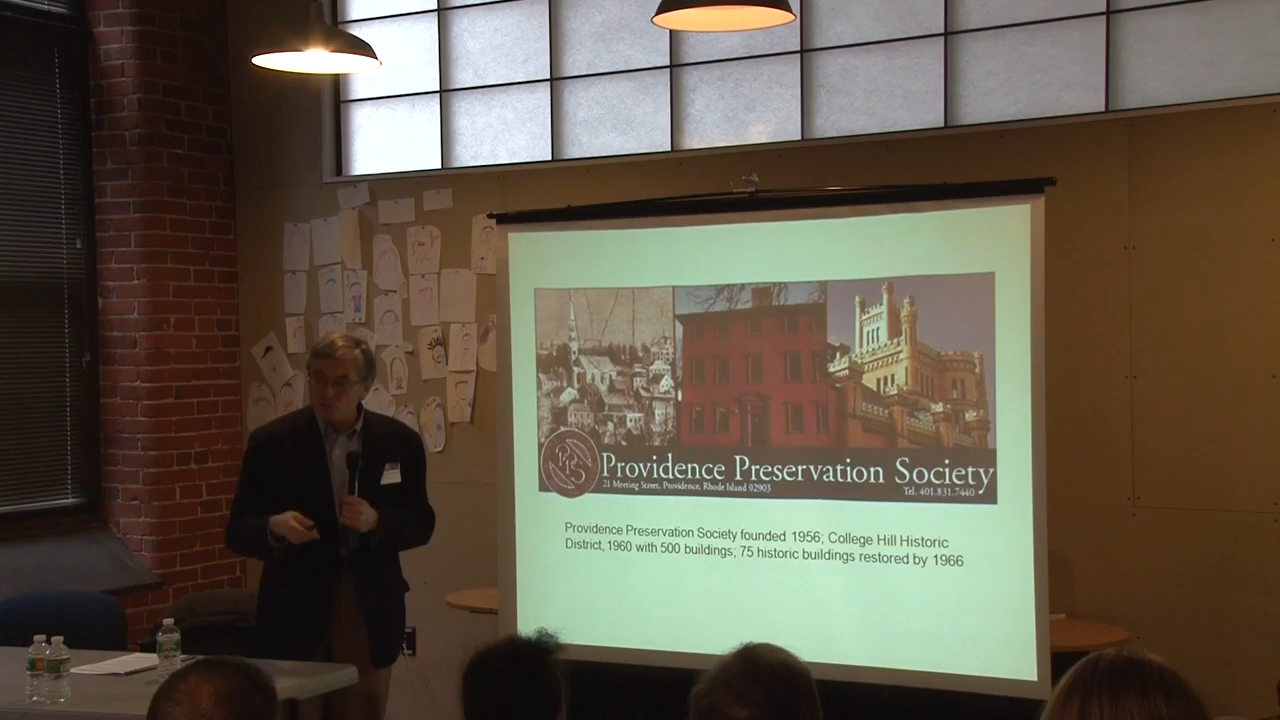 PPS
Providence Preservation Society
21 Meeting Street, Providence, Rhode Island 02903
Tel. 401.831.7440
Providence Preservation Society founded 1956; College Hill Historic
District, 1960 with 500 buildings; 75 historic buildings restored by 1966